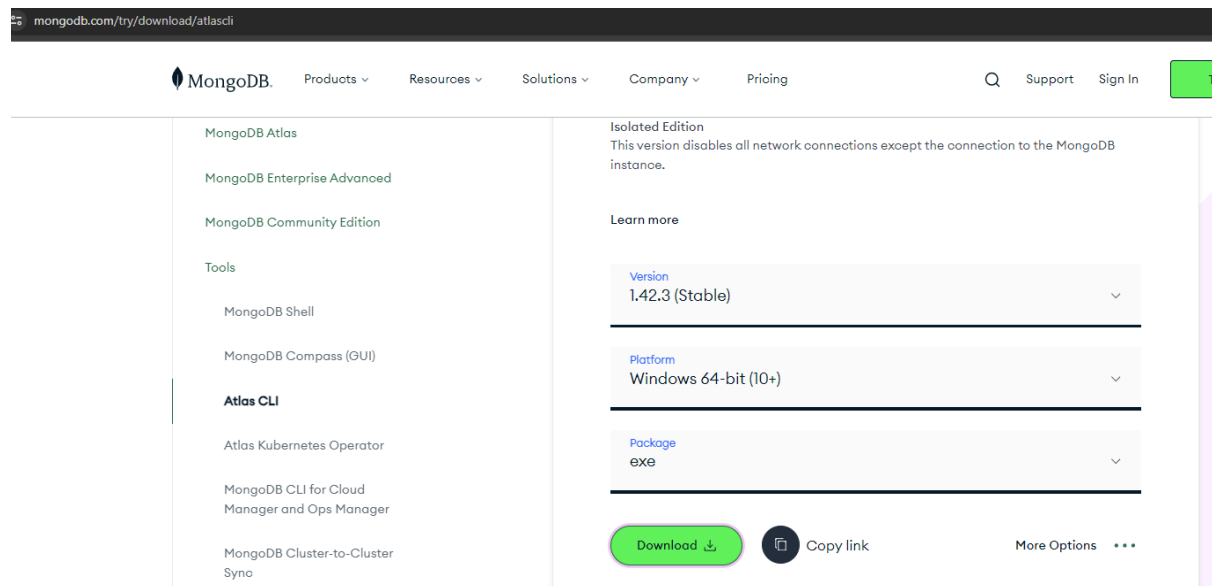 mongodb.com/try/download/atlascli
MongoDB. Products Resources Solutions Company Pricing Support Sign In
MongoDB Atlas
MongoDB Enterprise Advanced
MongoDB Community Edition
Tools
MongoDB Shell
MongoDB Compass (GUI)
Atlas CLI
Atlas Kubernetes Operator
MongoDB CLI for Cloud
Manager and Ops Manager
MongoDB Cluster-to-Cluster
Sync
Isolated Edition
This version disables all network connections except the connection to the MongoDB
instance.
Learn more
Version
1.42.3 (Stable)
Platform
Windows 64-bit (10+)
Package
exe
Download Copy link More Options